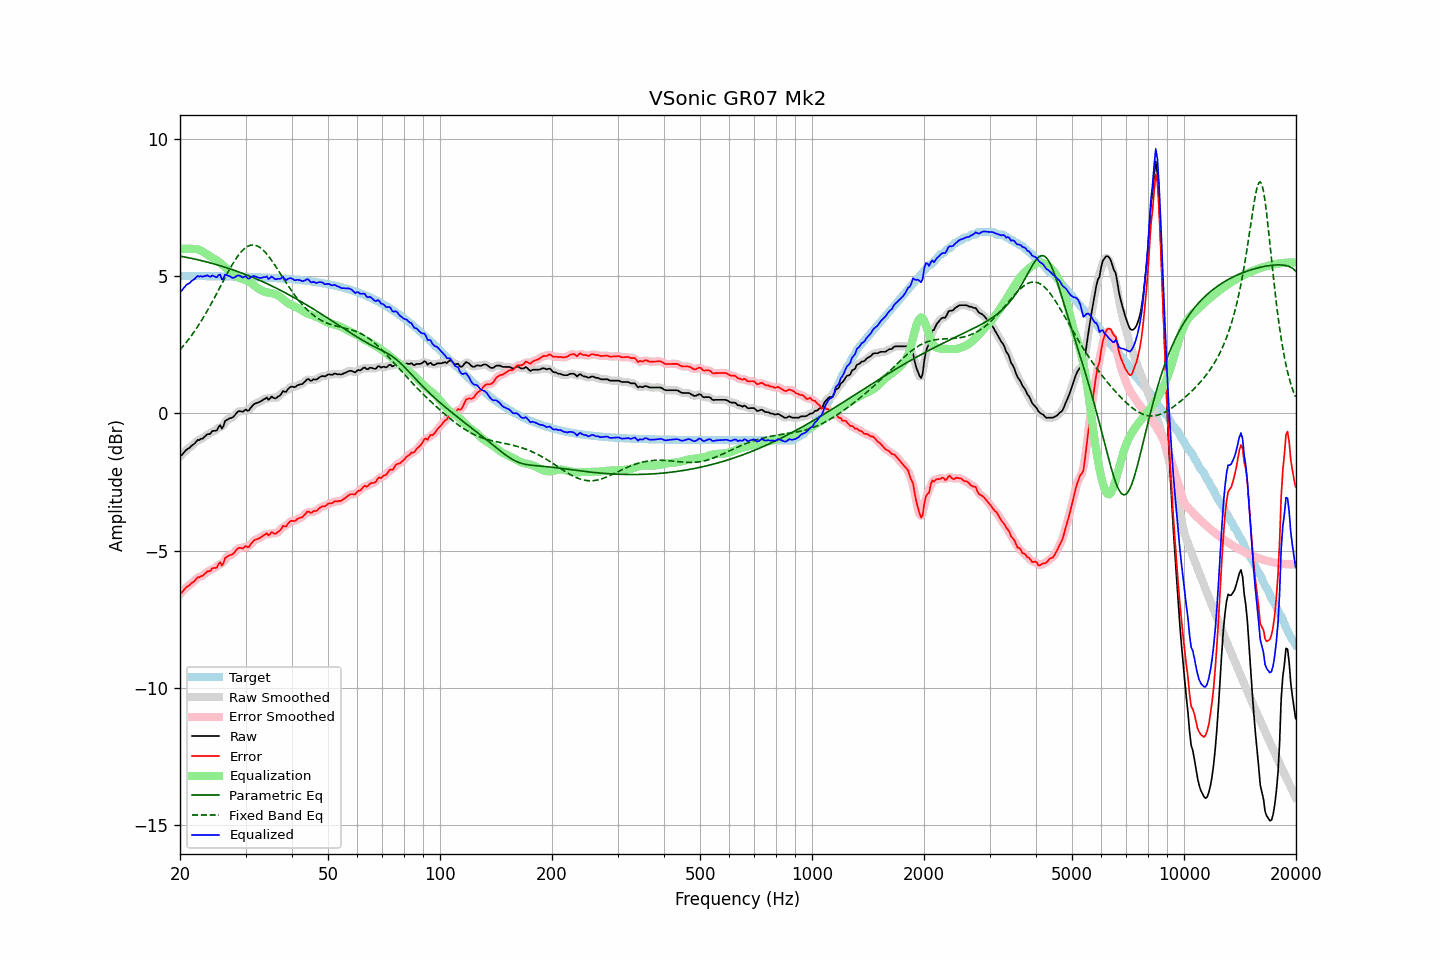 VSonic GR07 Mk2
Amplitude (dBr)
10
5
0
−5
−10
−15
Target
Raw Smoothed
Error Smoothed
Raw
Error
Equalization
Parametric Eq
Fixed Band Eq
Equalized
20 50 100 200 500 1000 2000 5000 10000 20000
Frequency (Hz)